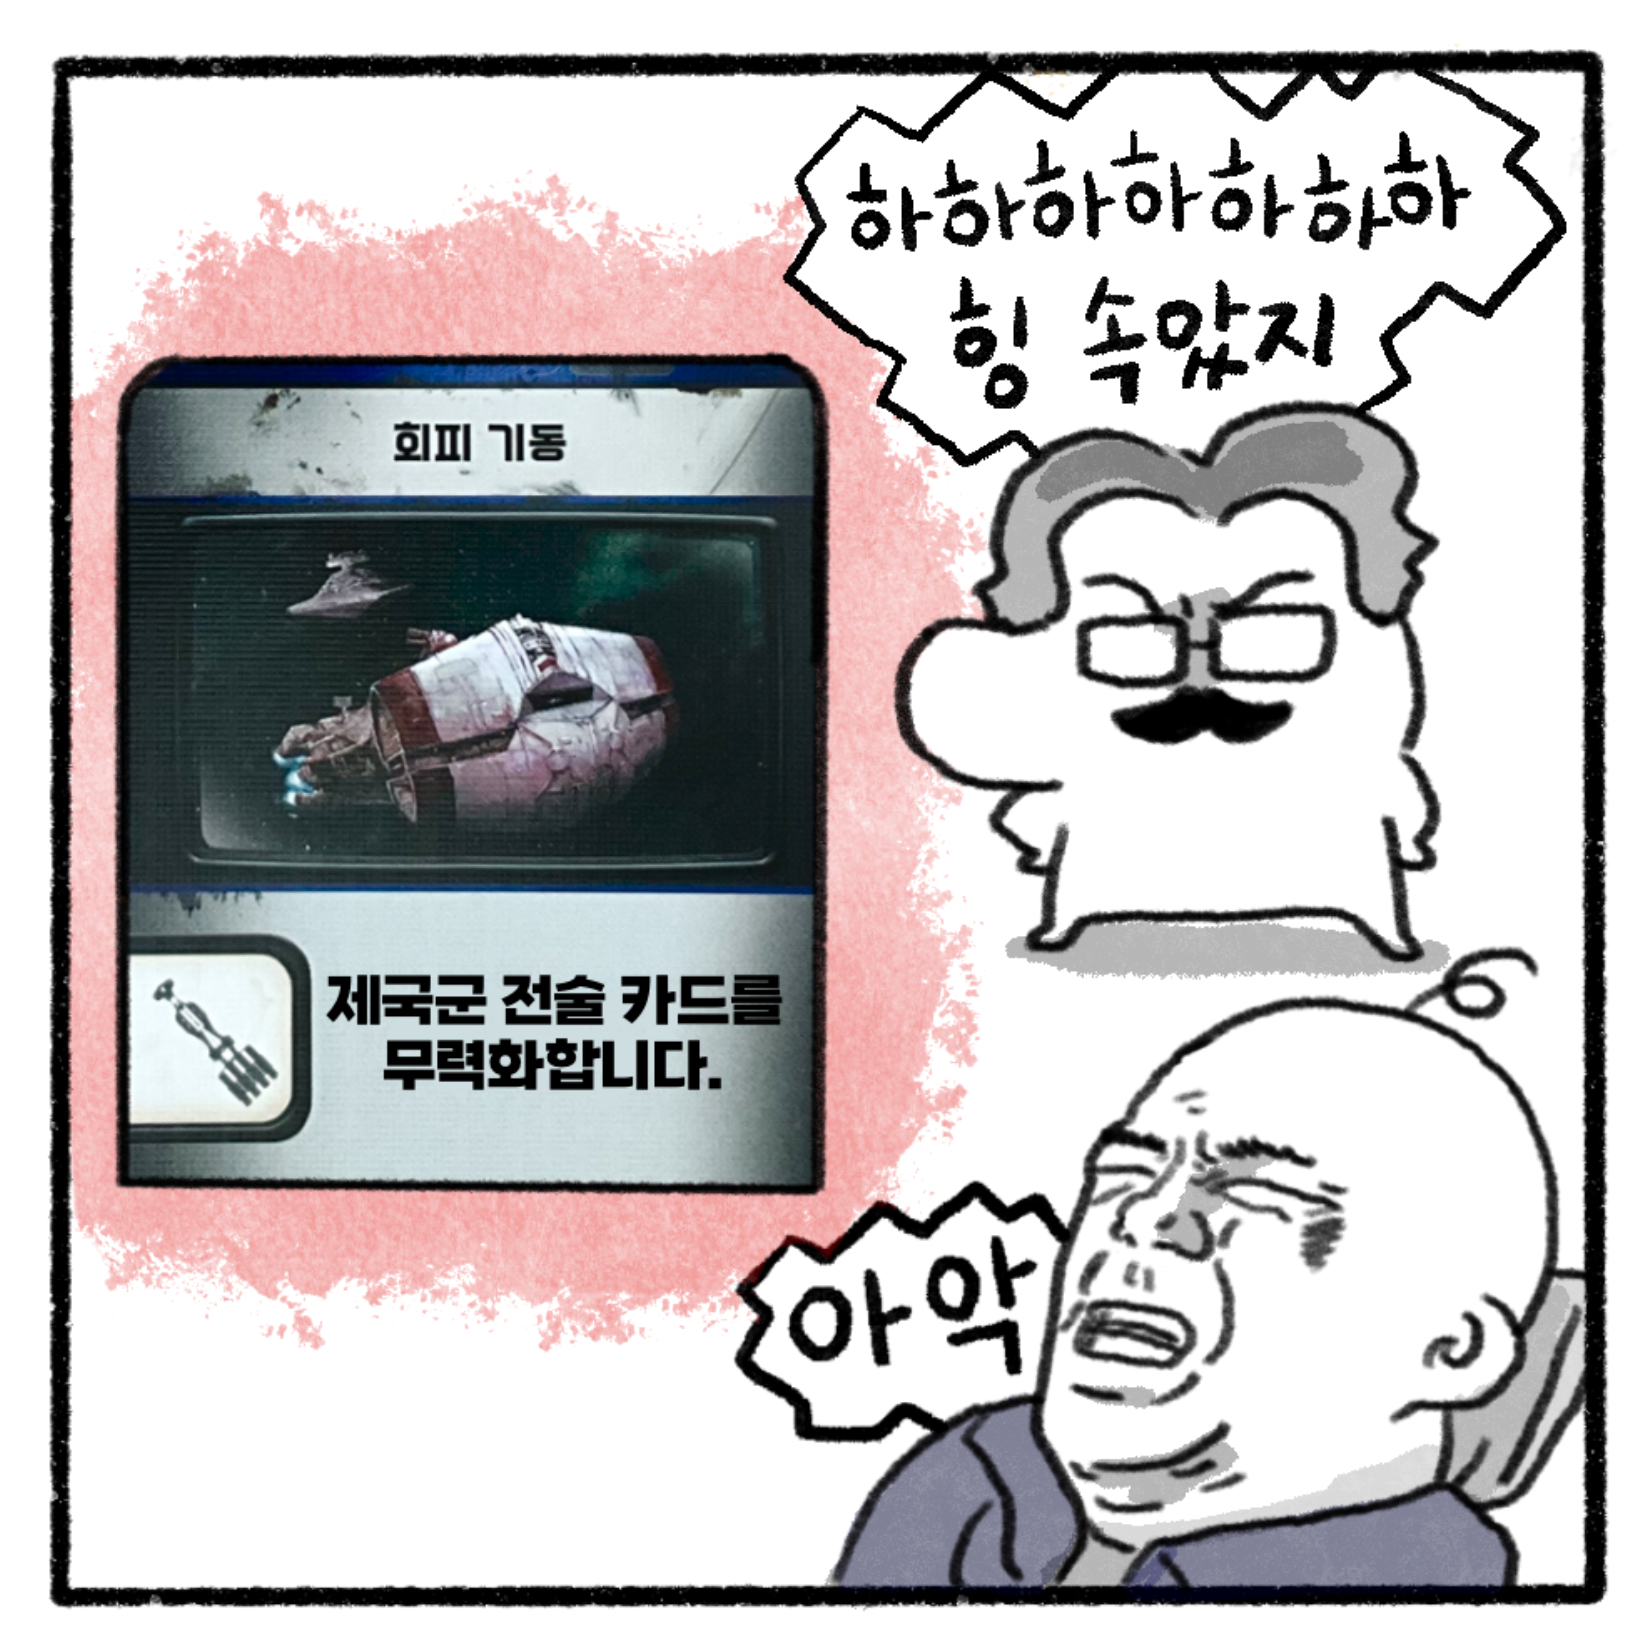 하하하하하하하
힝 속았지
회피 기동
제국군 전술 카드를
무력화합니다.
아악